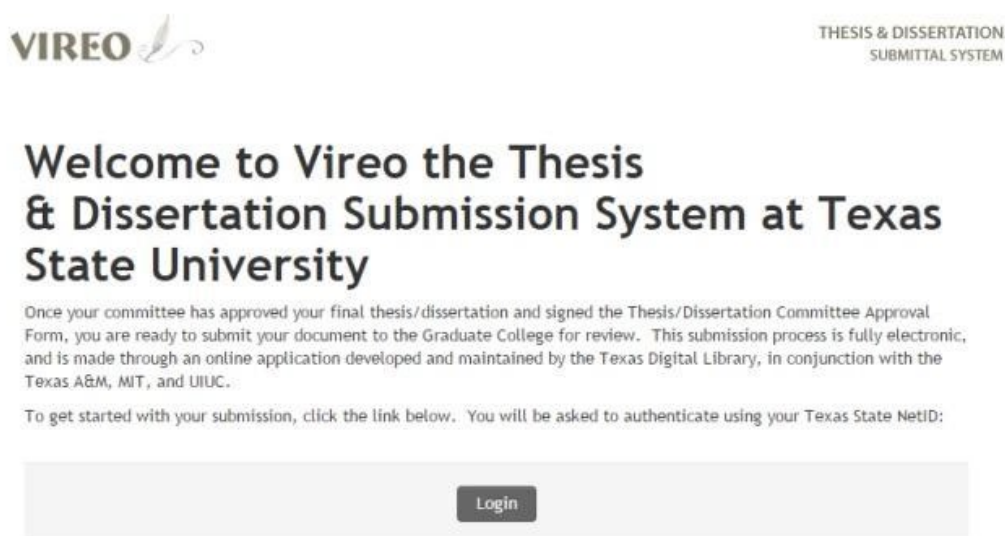 VIREO
THESIS & DISSERTATION
SUBMITTAL SYSTEM
Welcome to Vireo the Thesis
& Dissertation Submission System at Texas
State University
Once your committee has approved your final thesis/dissertation and signed the Thesis/Dissertation Committee Approval
Form, you are ready to submit your document to the Graduate College for review. This submission process is fully electronic,
and is made through an online application developed and maintained by the Texas Digital Library, in conjunction with the
Texas A&M, MIT, and UIUC.
To get started with your submission, click the link below. You will be asked to authenticate using your Texas State NetID:
Login